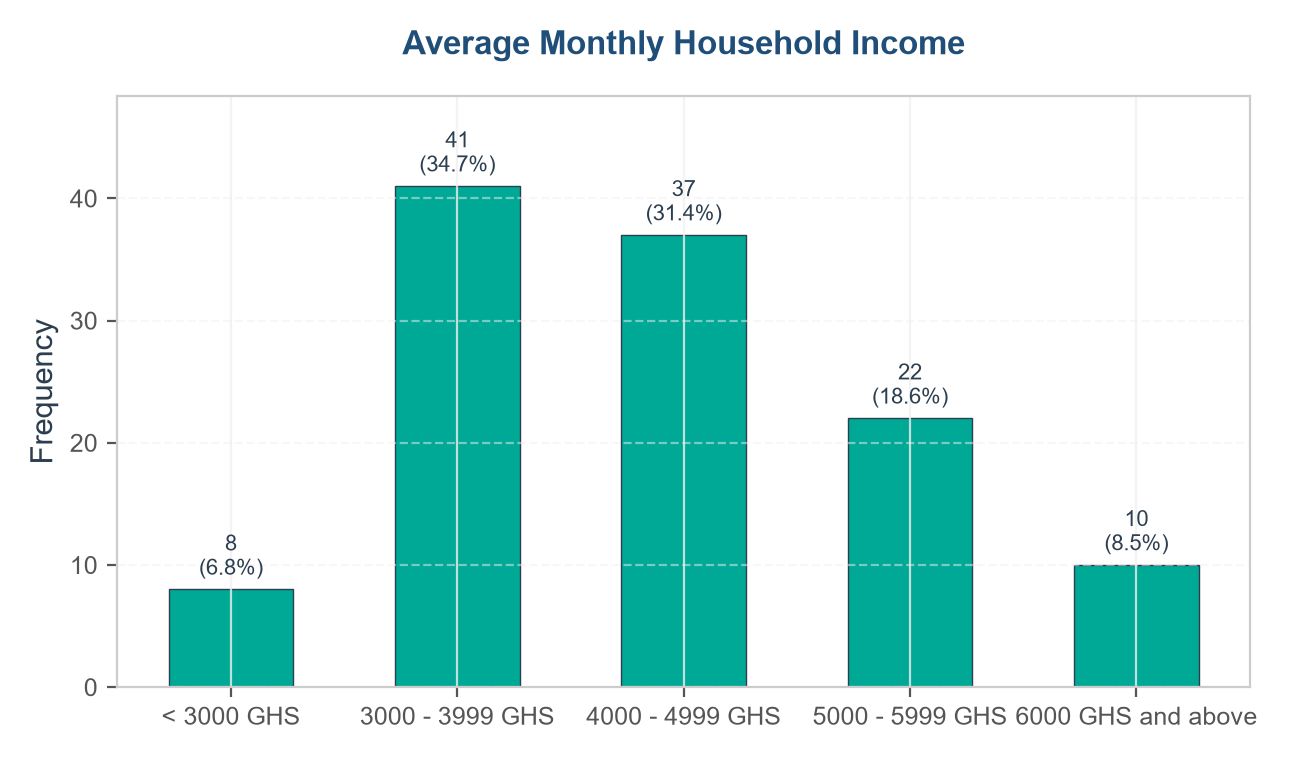 Average Monthly Household Income
Frequency
40
30
20
10
0
8
(6.8%)
41
(34.7%)
37
(31.4%)
22
(18.6%)
10
(8.5%)
< 3000 GHS
3000 - 3999 GHS
4000 - 4999 GHS
5000 - 5999 GHS
6000 GHS and above